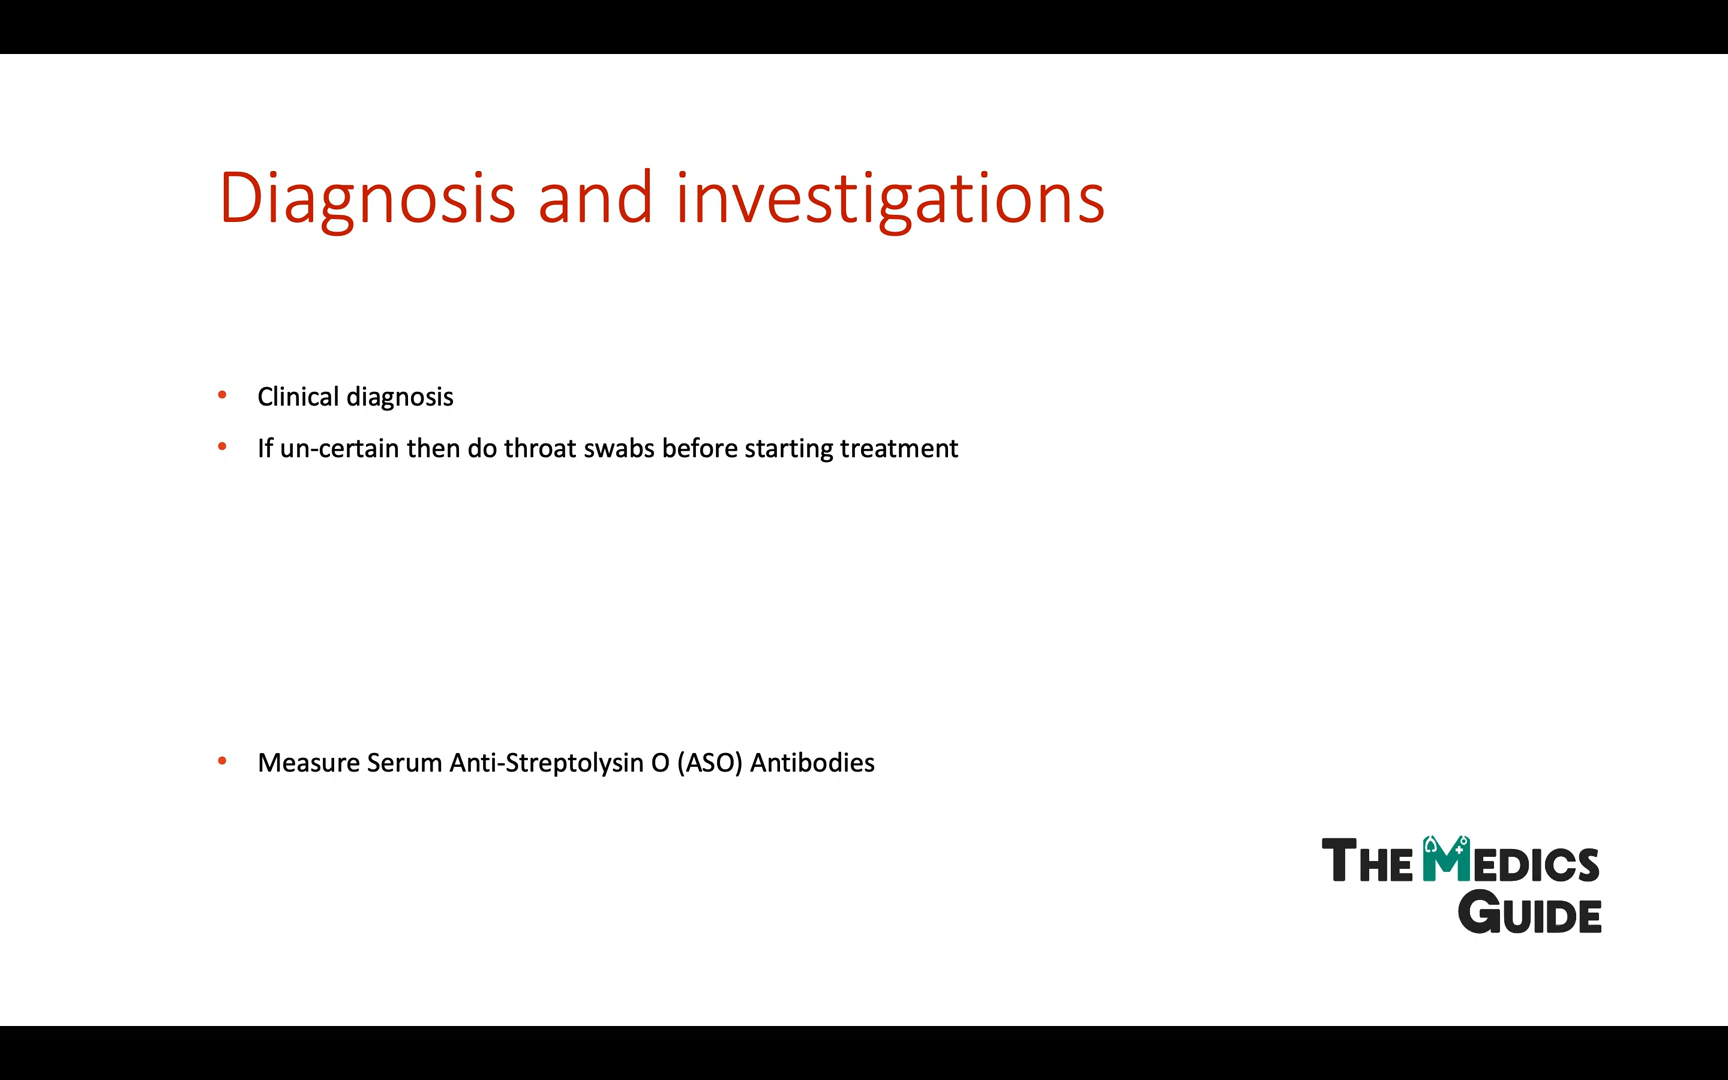 Diagnosis and investigations
• Clinical diagnosis
• If un-certain then do throat swabs before starting treatment
• Measure Serum Anti-Streptolysin O (ASO) Antibodies
THE MEDICS
GUIDE